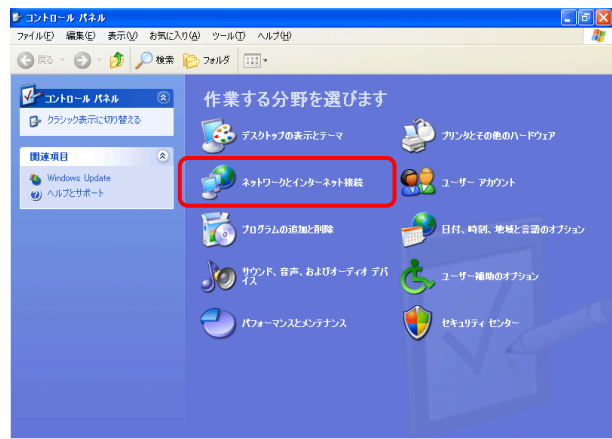 コントロール パネル
ファイル(F) 編集(E) 表示(V) お気に入り(A) ツール(T) ヘルプ(H)
戻る 検索 フォルダ
コントロール パネル
クラシック表示に切り替える
関連項目
Windows Update
ヘルプとサポート
作業する分野を選びます
デスクトップの表示とテーマ
プリンタとその他のハードウェア
ネットワークとインターネット接続
ユーザー アカウント
プログラムの追加と削除
日付、時刻、地域と言語のオプション
サウンド、音声、およびオーディオ デバ
イス
ユーザー補助のオプション
パフォーマンスとメンテナンス
セキュリティ センター